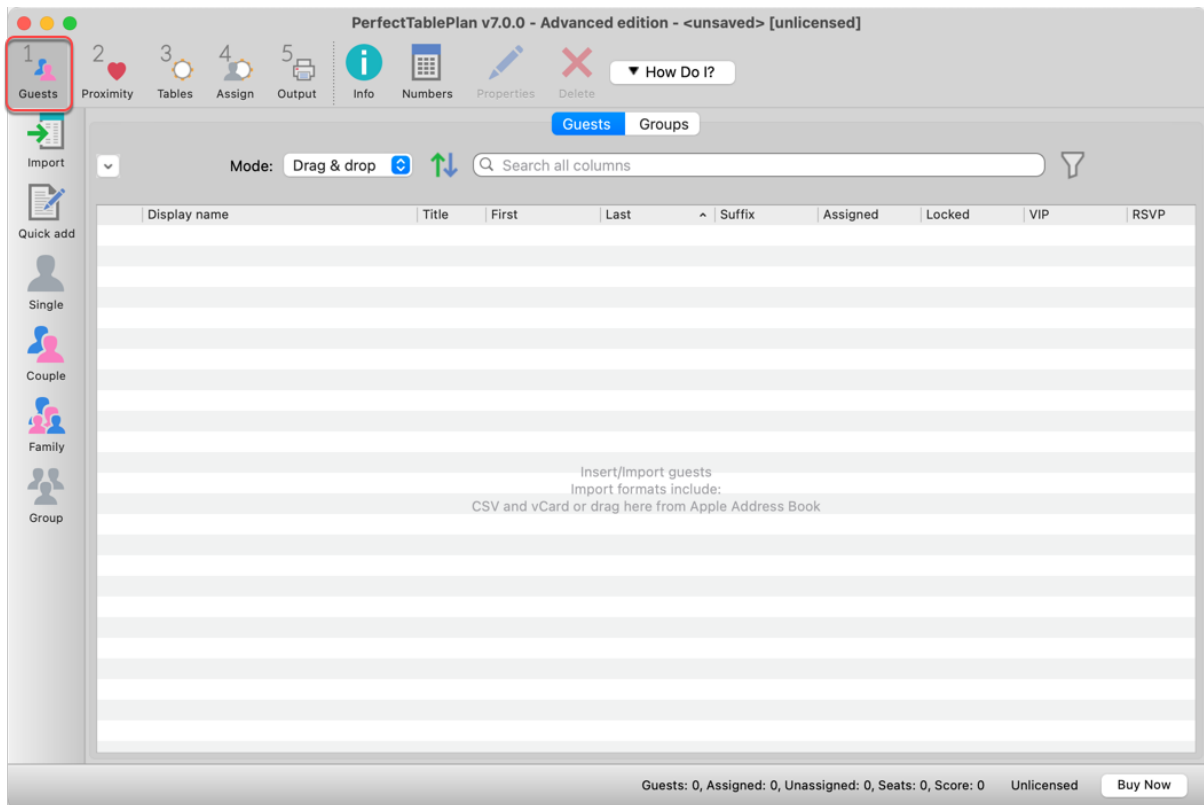 PerfectTablePlan v7.0.0 - Advanced edition - <unsaved> [unlicensed]
1 2 3 4 5
▼ How Do I?
Guests Proximity Tables Assign Output Info Numbers Properties Delete
Guests Groups
Import
Mode: Drag & drop Search all columns
Quick add
Display name Title First Last Suffix Assigned Locked VIP RSVP
Single
Couple
Family
Group
Insert/Import guests
Import formats include:
CSV and vCard or drag here from Apple Address Book
Guests: 0, Assigned: 0, Unassigned: 0, Seats: 0, Score: 0 Unlicensed Buy Now